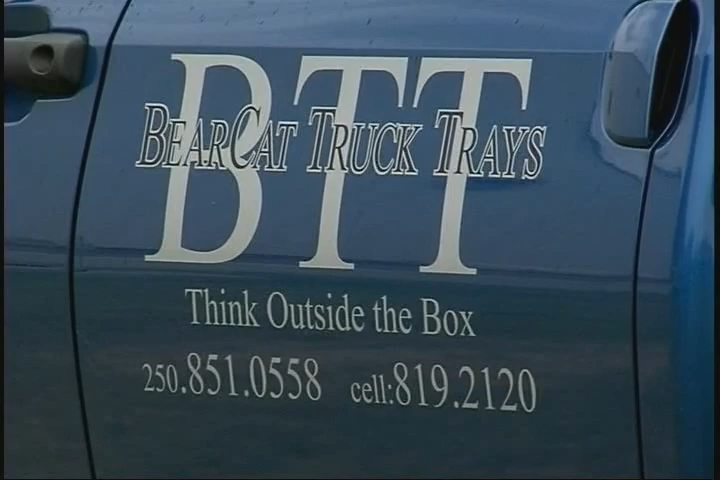 BTT
BEARCAT TRUCK TRAYS
Think Outside the Box
250.851.0558 cell:819.2120